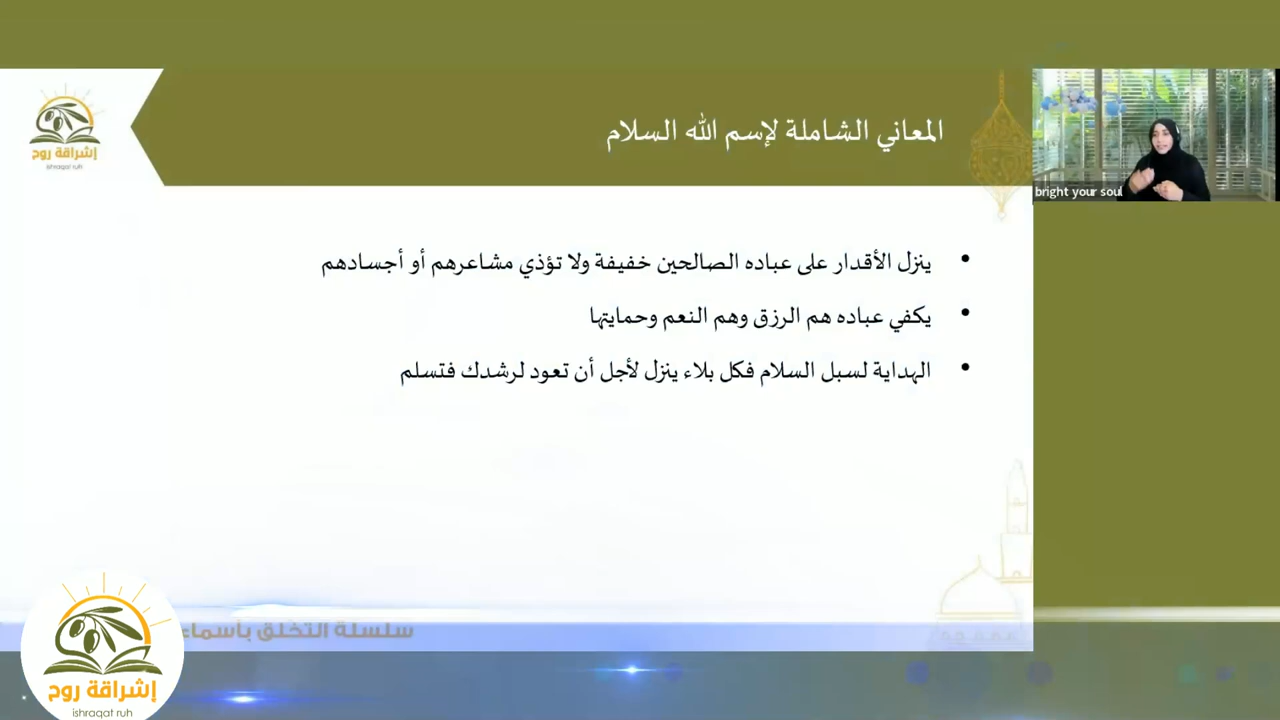 إشراقة روح
ishraqat ruh
المعاني الشاملة لإسم الله السلام
bright your soul
ينزل الأقدار على عباده الصالحين خفيفة ولا تؤذي مشاعرهم أو أجسادهم
يكفي عباده هم الرزق وهم النعم وحمايتها
الهداية لسبل السلام فكل بلاء ينزل لأجل أن تعود لرشدك فتسلم
سلسلة التخلق بأسماء
إشراقة روح
ishraqat ruh